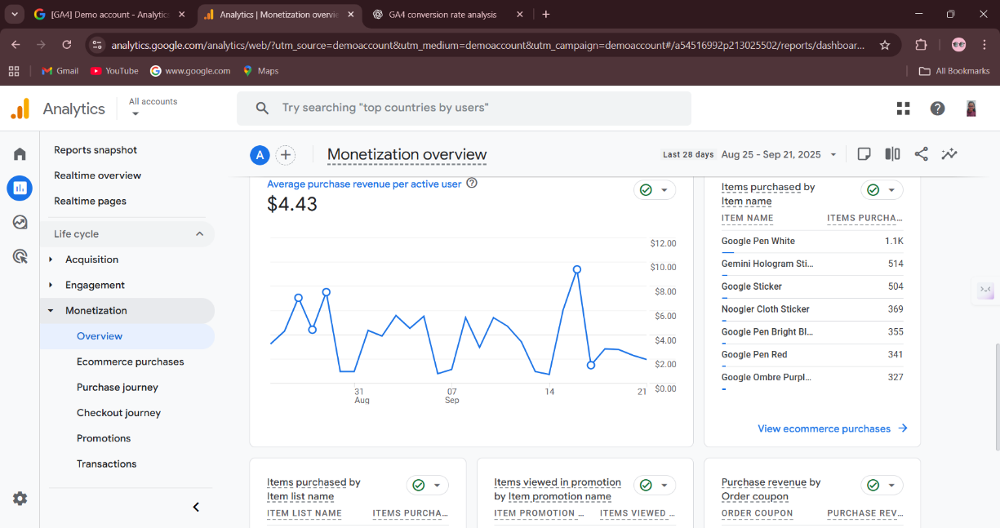 [GA4] Demo account - Analytics
Analytics | Monetization overvie
GA4 conversion rate analysis
analytics.google.com/analytics/web/?utm_source=demoaccount&utm_medium=demoaccount&utm_campaign=demoaccount#/a54516992p213025502/reports/dashboar...
Gmail
YouTube
www.google.com
Maps
All Bookmarks
Analytics
All accounts
Try searching "top countries by users"
Reports snapshot
Realtime overview
Realtime pages
Life cycle
Acquisition
Engagement
Monetization
Overview
Ecommerce purchases
Purchase journey
Checkout journey
Promotions
Transactions
A
Monetization overview
Last 28 days Aug 25 - Sep 21, 2025
Average purchase revenue per active user
$4.43
$12.00
$10.00
$8.00
$6.00
$4.00
$2.00
$0.00
31
Aug
07
Sep
14
21
Items purchased by
Item name
ITEM NAME ITEMS PURCHA...
Google Pen White 1.1K
Gemini Hologram Sti... 514
Google Sticker 504
Noogler Cloth Sticker 369
Google Pen Bright Bl... 355
Google Pen Red 341
Google Ombre Purpl... 327
View ecommerce purchases
Items purchased by
Item list name
ITEM LIST NAME ITEMS PURCHA...
Items viewed in promotion
by Item promotion name
ITEM PROMOTION ... ITEMS VIEWED ...
Purchase revenue by
Order coupon
ORDER COUPON PURCHASE REV...